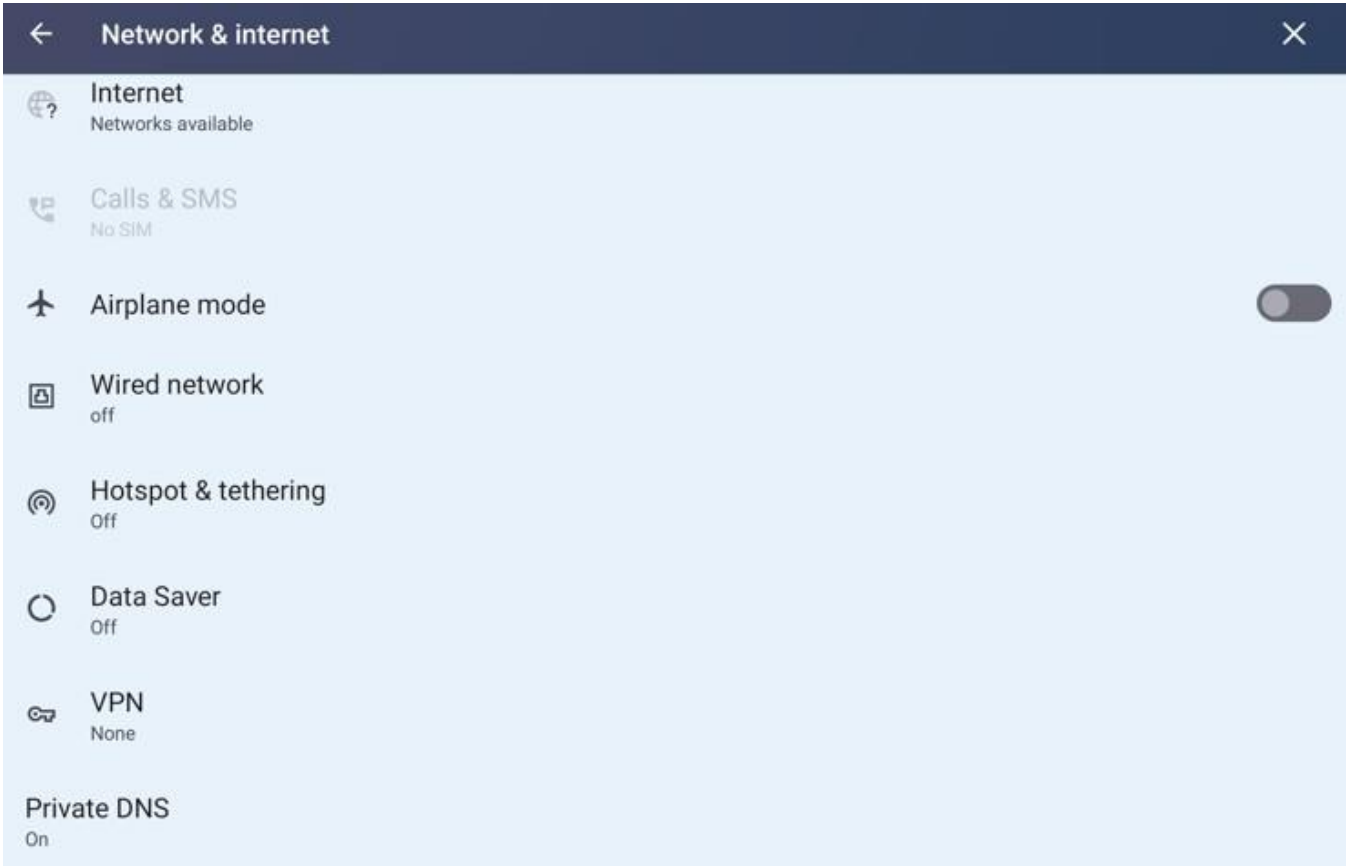 Network & internet
Internet
Networks available
Calls & SMS
No SIM
Airplane mode
Wired network
off
Hotspot & tethering
Off
Data Saver
Off
VPN
None
Private DNS
On